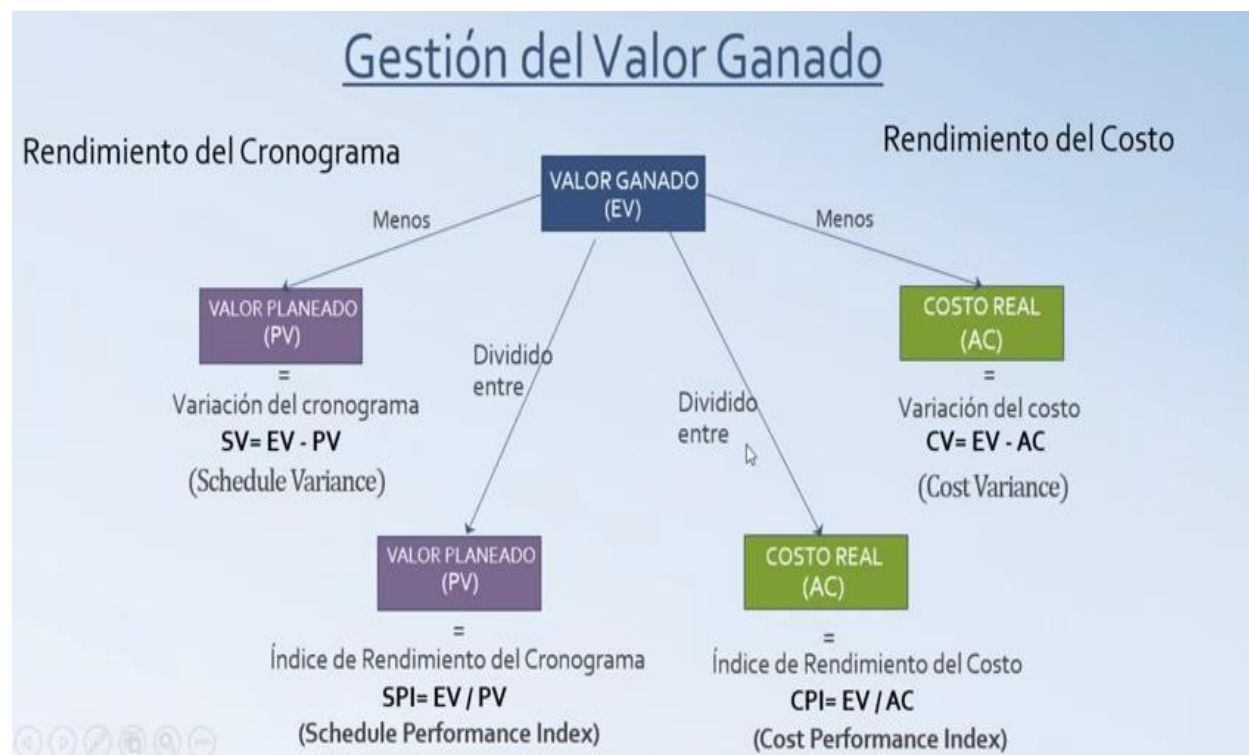 Gestión del Valor Ganado
Rendimiento del Cronograma
Rendimiento del Costo
VALOR GANADO
(EV)
Menos
Menos
VALOR PLANEADO
(PV)
=
Variación del cronograma
SV= EV - PV
(Schedule Variance)
Dividido
entre
Dividido
entre
COSTO REAL
(AC)
=
Variación del costo
CV= EV - AC
(Cost Variance)
VALOR PLANEADO
(PV)
=
Índice de Rendimiento del Cronograma
SPI= EV / PV
(Schedule Performance Index)
COSTO REAL
(AC)
=
Índice de Rendimiento del Costo
CPI= EV / AC
(Cost Performance Index)